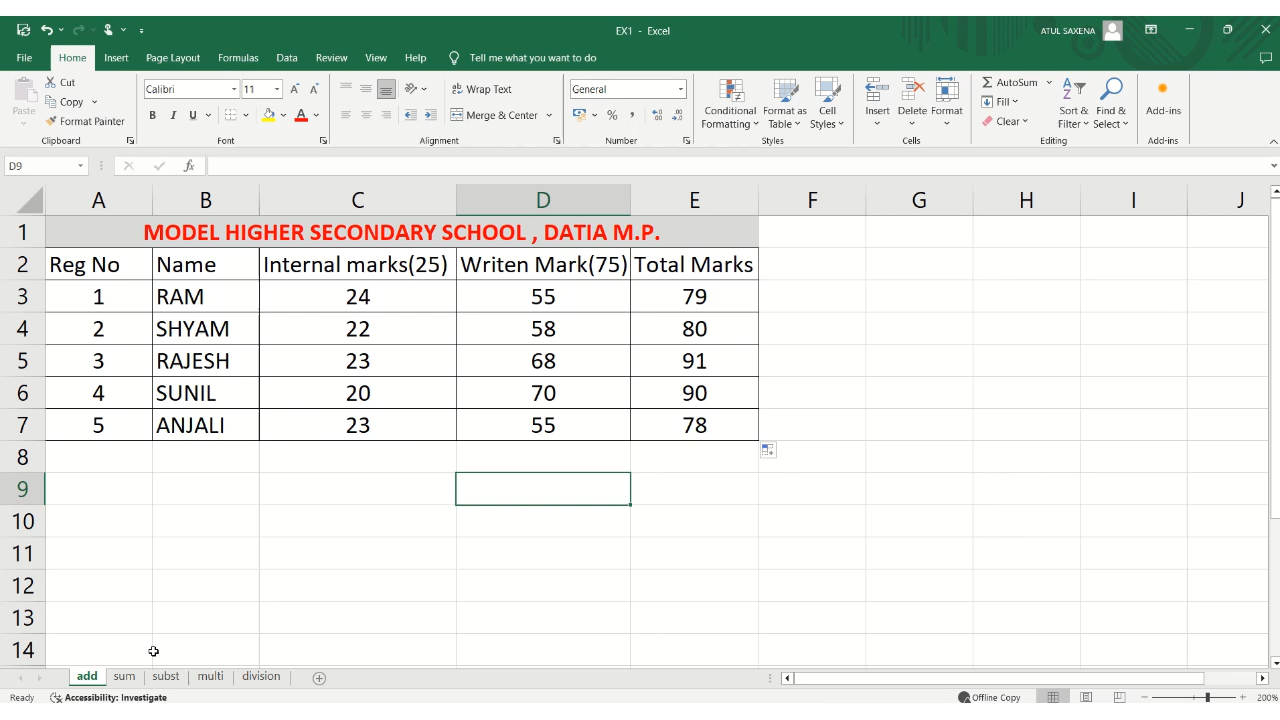 EX1 - Excel
ATUL SAXENA
File Home Insert Page Layout Formulas Data Review View Help Tell me what you want to do
Paste
Cut
Copy
Format Painter
Clipboard
Calibri 11
B I U
Font
Wrap Text
Merge & Center
Alignment
General
Number
Conditional Formatting
Format as Table
Cell Styles
Styles
Insert Delete Format
Cells
AutoSum
Fill
Clear
Sort & Filter
Find & Select
Editing
Add-ins
Add-ins
D9 fx
A B C D E F G H I J
1 MODEL HIGHER SECONDARY SCHOOL , DATIA M.P.
2 Reg No Name Internal marks(25) Writen Mark(75) Total Marks
3 1 RAM 24 55 79
4 2 SHYAM 22 58 80
5 3 RAJESH 23 68 91
6 4 SUNIL 20 70 90
7 5 ANJALI 23 55 78
8
9
10
11
12
13
14
add sum subst multi division
Ready Accessibility: Investigate Offline Copy 200%